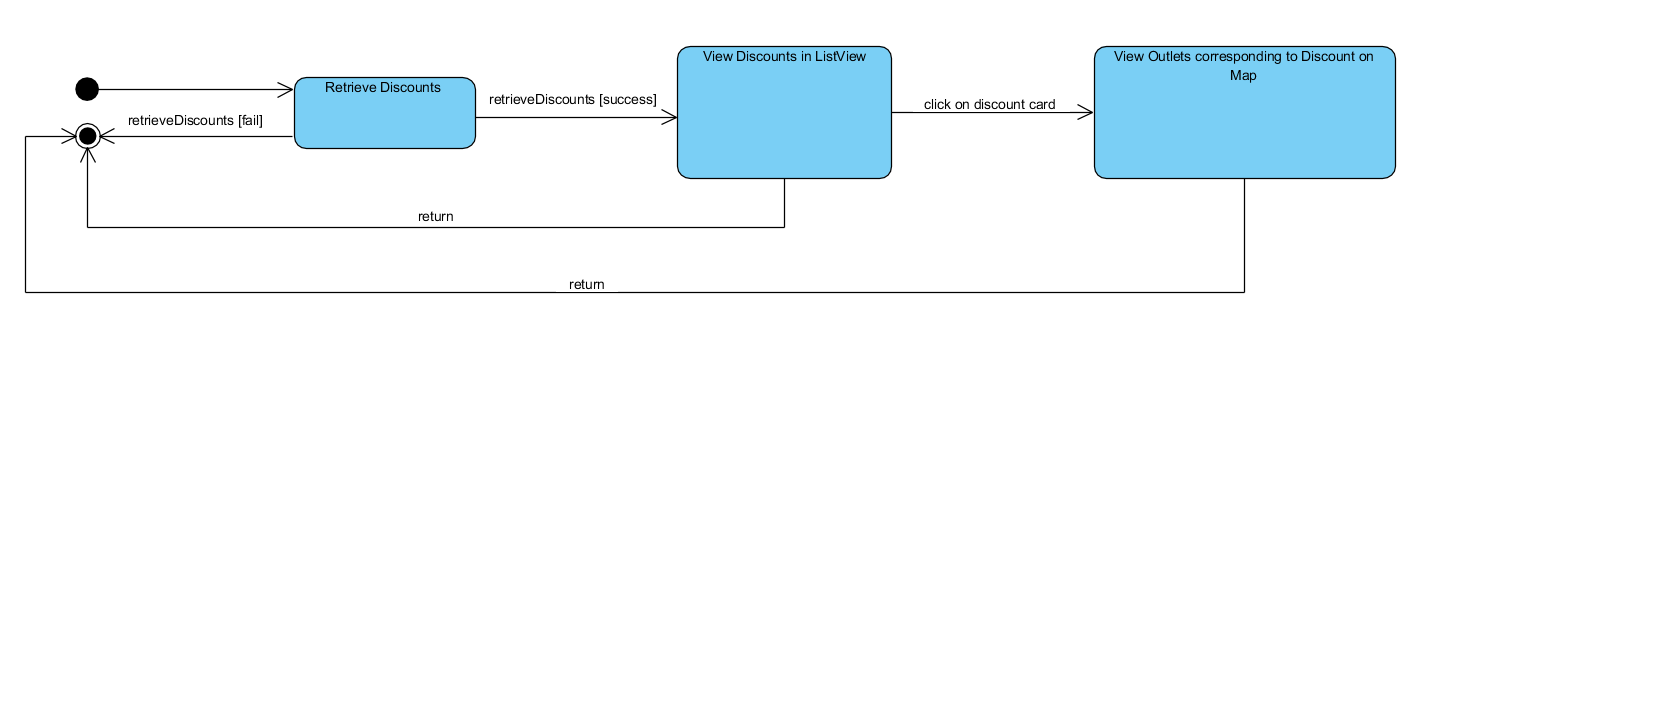 View Discounts in ListView
View Outlets corresponding to Discount on
Map
Retrieve Discounts
retrieveDiscounts [success]
click on discount card
retrieveDiscounts [fail]
return
return